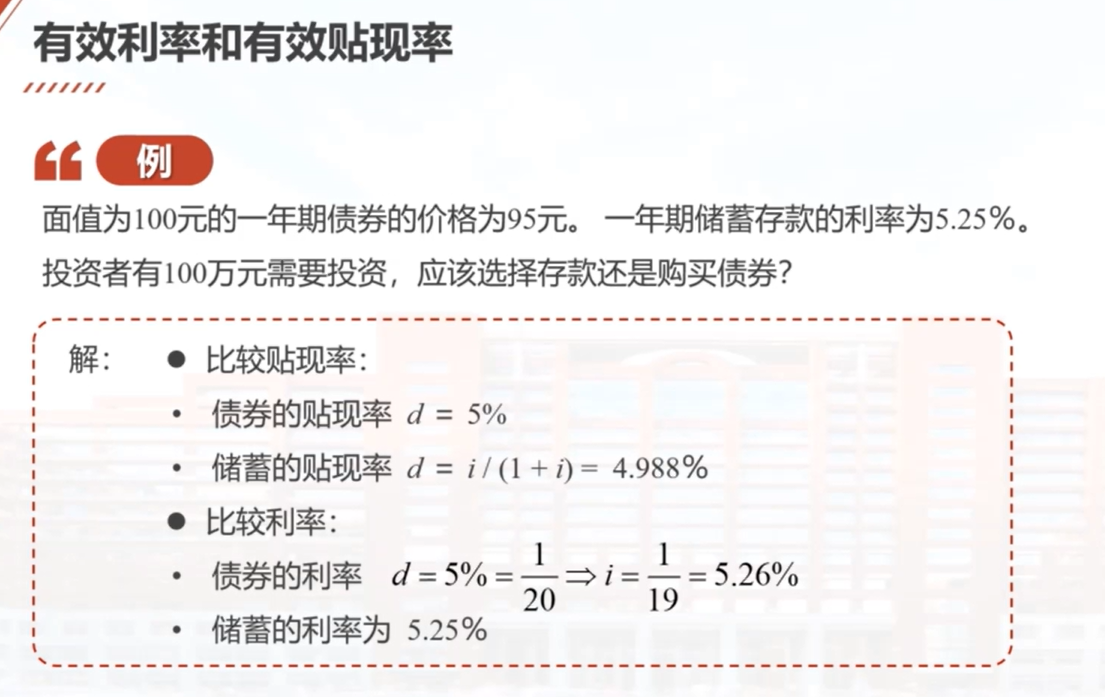 有效利率和有效贴现率
例
面值为100元的一年期债券的价格为95元。 一年期储蓄存款的利率为5.25%。
投资者有100万元需要投资，应该选择存款还是购买债券？
解： ● 比较贴现率：
• 债券的贴现率 d = 5%
• 储蓄的贴现率 d = i / (1 + i) = 4.988%
● 比较利率：
• 债券的利率 d = 5% = 1/20 ⇒ i = 1/19 = 5.26%
• 储蓄的利率为 5.25%